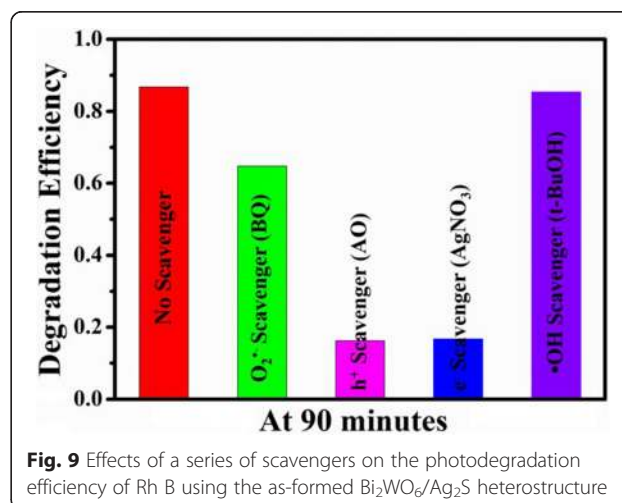 1.0
0.8
0.6
0.4
0.2
0.0
Degradation Efficiency
No Scavenger
O₂•- Scavenger (BQ)
h⁺ Scavenger (AO)
e⁻ Scavenger (AgNO₃)
•OH Scavenger (t-BuOH)
At 90 minutes
Fig. 9 Effects of a series of scavengers on the photodegradation
efficiency of Rh B using the as-formed Bi₂WO₆/Ag₂S heterostructure